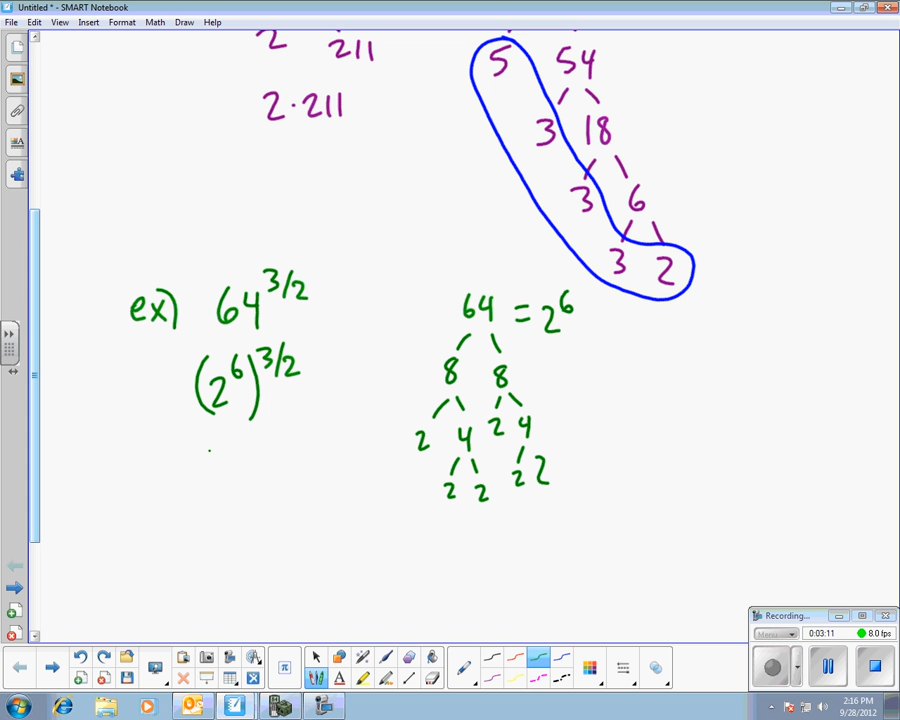 Untitled * - SMART Notebook
File Edit View Insert Format Math Draw Help
2 211
2·211
5 54
3 18
3 6
3 2
ex) 64^3/2
(2^6)^3/2
64 = 2^6
8 8
2 4 2 4
2 2 2 2
Recording...
Menu...
0:03:11
8.0 fps
π
A
2:16 PM
9/28/2012